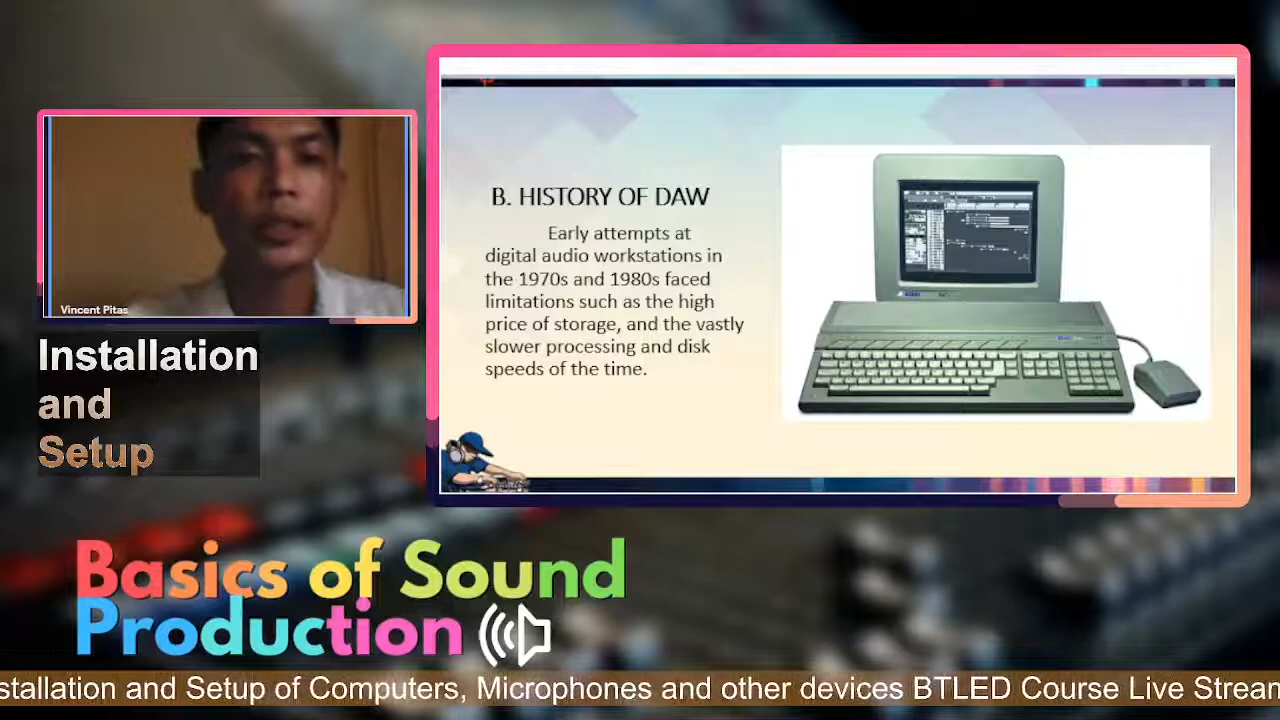 B. HISTORY OF DAW
Early attempts at
digital audio workstations in
the 1970s and 1980s faced
limitations such as the high
price of storage, and the vastly
slower processing and disk
speeds of the time.
Vincent Pitas
Installation
and
Setup
Basics of Sound
Production
stallation and Setup of Computers, Microphones and other devices BTLED Course Live Stream